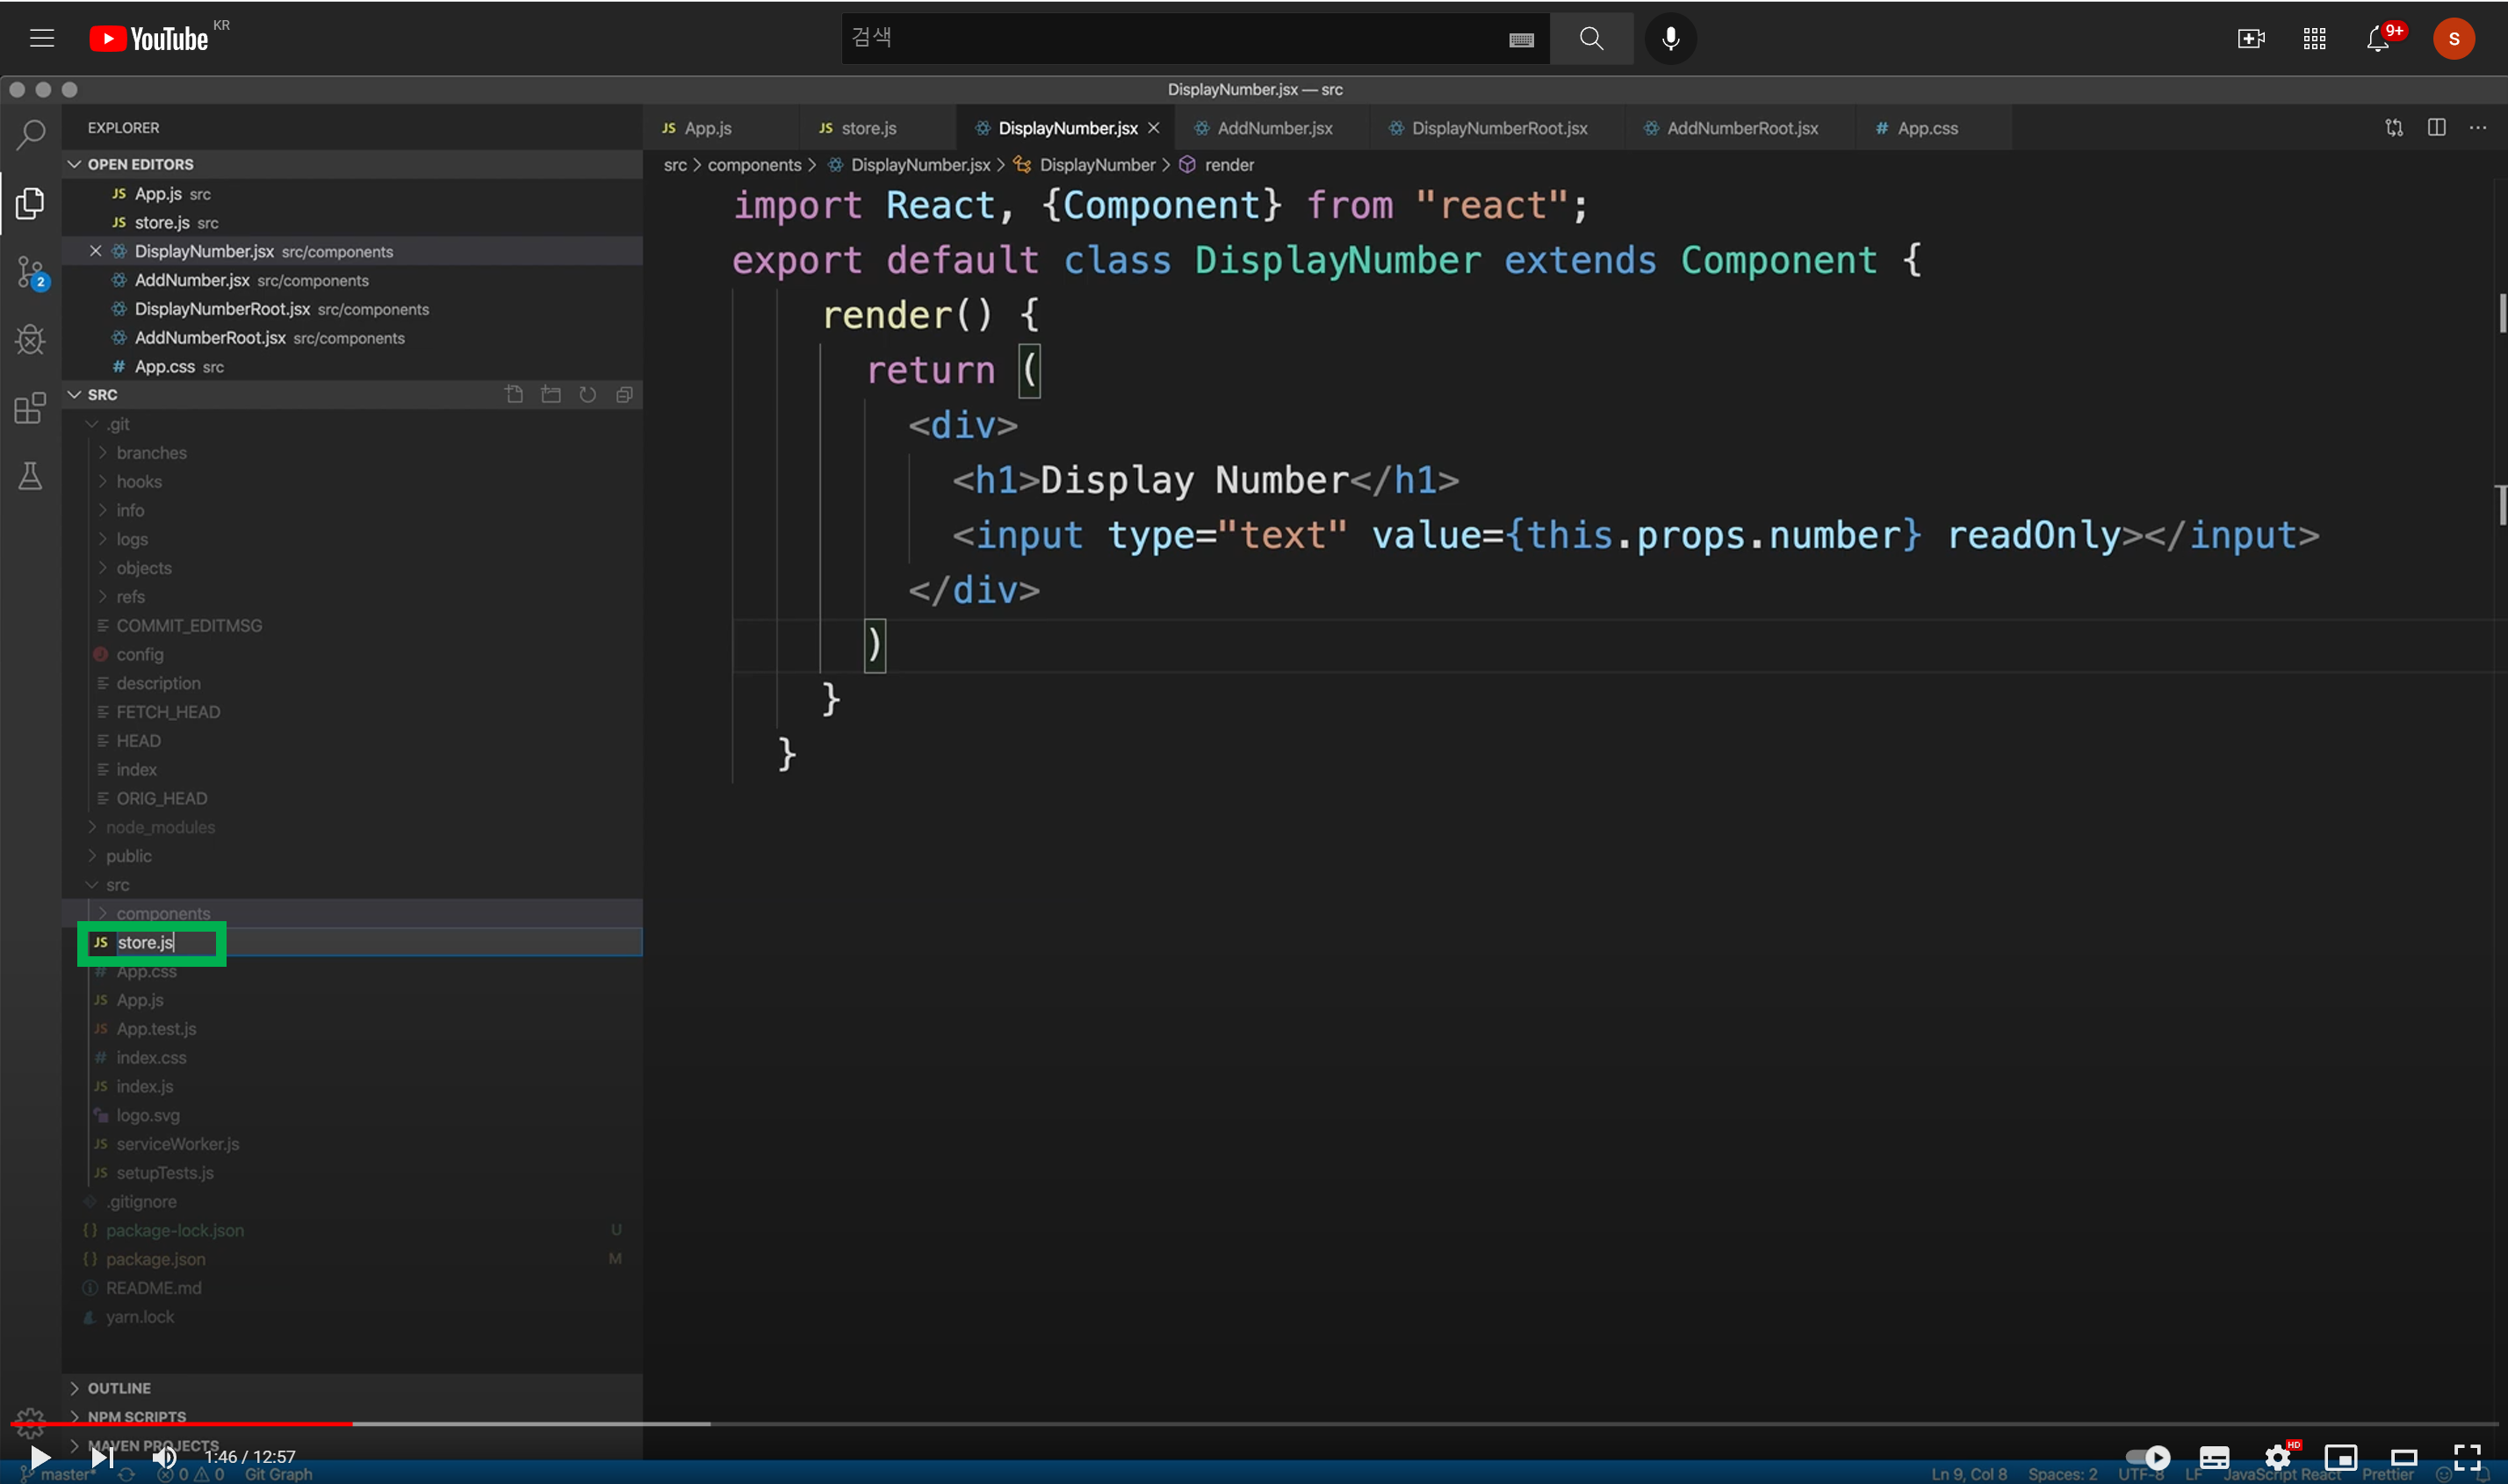 YouTube KR
검색
9+
S
DisplayNumber.jsx — src
EXPLORER
OPEN EDITORS
JS App.js src
JS store.js src
DisplayNumber.jsx src/components
AddNumber.jsx src/components
DisplayNumberRoot.jsx src/components
AddNumberRoot.jsx src/components
# App.css src
2
SRC
.git
branches
hooks
info
logs
objects
refs
COMMIT_EDITMSG
config
description
FETCH_HEAD
HEAD
index
ORIG_HEAD
node_modules
public
src
components
JS store.js
# App.css
JS App.js
JS App.test.js
# index.css
JS index.js
logo.svg
JS serviceWorker.js
JS setupTests.js
.gitignore
{} package-lock.json U
{} package.json M
README.md
yarn.lock
OUTLINE
NPM SCRIPTS
MAVEN PROJECTS
JS App.js JS store.js DisplayNumber.jsx AddNumber.jsx DisplayNumberRoot.jsx AddNumberRoot.jsx # App.css
src > components > DisplayNumber.jsx > DisplayNumber > render
import React, {Component} from "react";
export default class DisplayNumber extends Component {
render() {
return (
<div>
<h1>Display Number</h1>
<input type="text" value={this.props.number} readOnly></input>
</div>
)
}
}
1:46 / 12:57
HD
master* 0 0 Git Graph
Ln 9, Col 8 Spaces: 2 UTF-8 LF JavaScript React Prettier